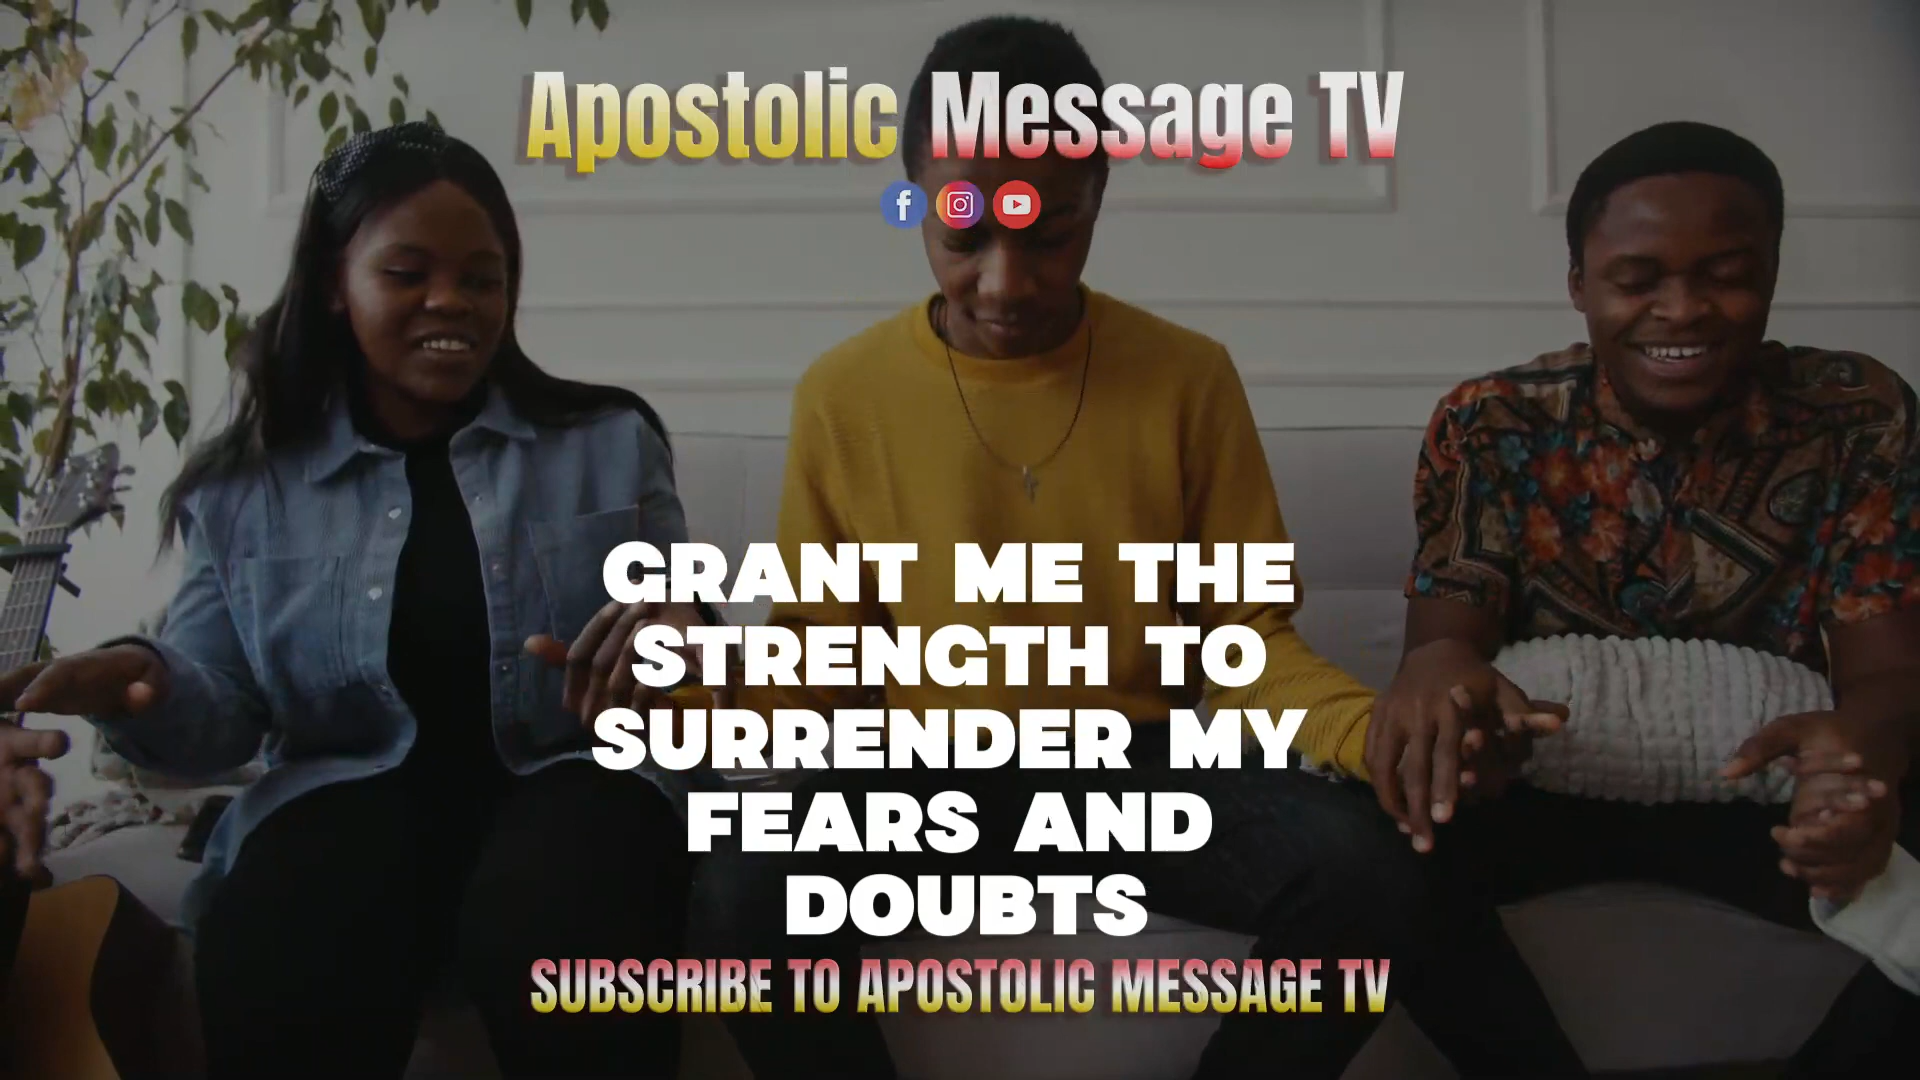 Apostolic Message TV
GRANT ME THE
STRENGTH TO
SURRENDER MY
FEARS AND
DOUBTS
SUBSCRIBE TO APOSTOLIC MESSAGE TV